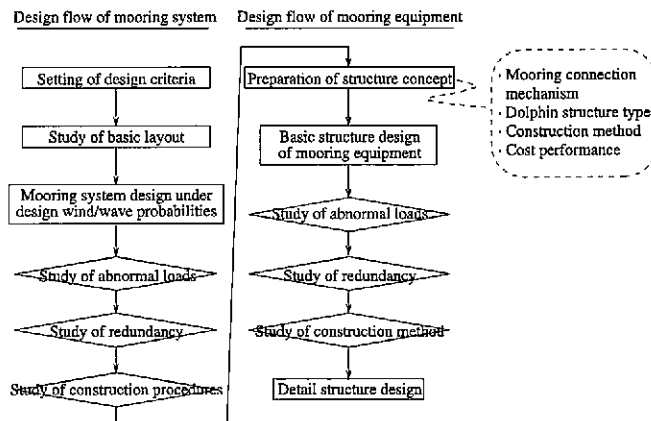 Design flow of mooring system
Setting of design criteria
Study of basic layout
Mooring system design under
design wind/wave probabilities
Study of abnormal loads
Study of redundancy
Study of construction procedures
Design flow of mooring equipment
Preparation of structure concept
Basic structure design
of mooring equipment
Study of abnormal loads
Study of redundancy
Study of construction method
Detail structure design
· Mooring connection
mechanism
· Dolphin structure type
· Construction method
· Cost performance